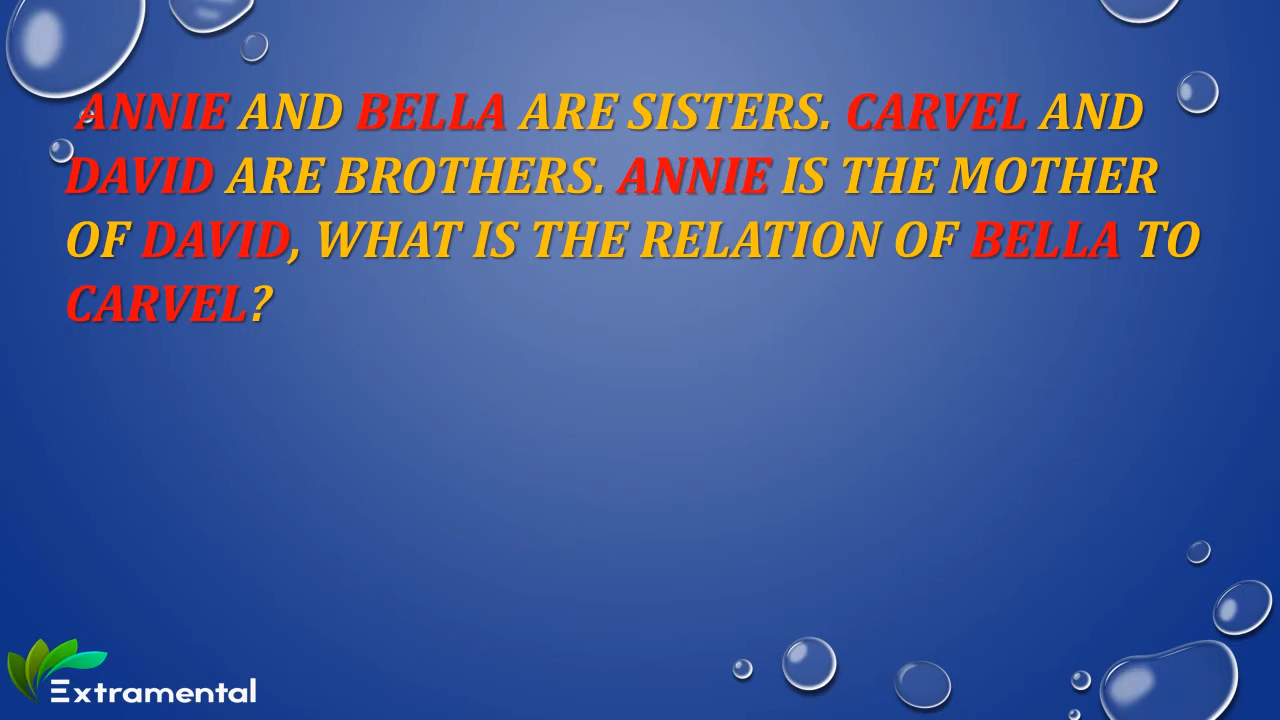 ANNIE AND BELLA ARE SISTERS. CARVEL AND
DAVID ARE BROTHERS. ANNIE IS THE MOTHER
OF DAVID, WHAT IS THE RELATION OF BELLA TO
CARVEL?
Extramental